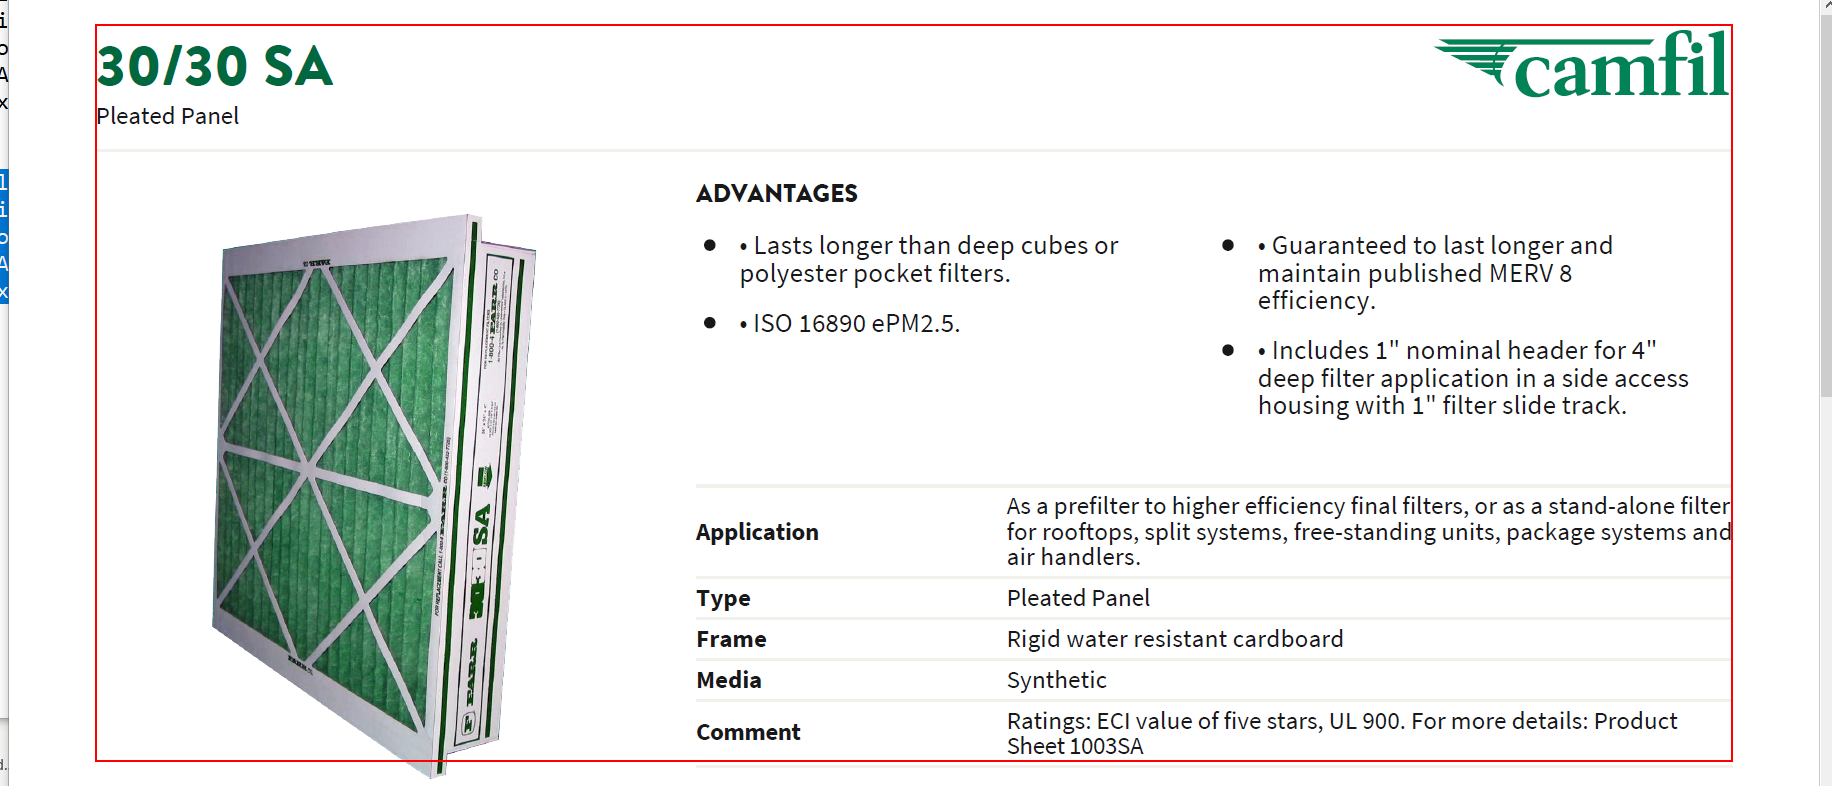 30/30 SA
camfil
Pleated Panel
ADVANTAGES
• • Lasts longer than deep cubes or
polyester pocket filters.
• • ISO 16890 ePM2.5.
• • Guaranteed to last longer and
maintain published MERV 8
efficiency.
• • Includes 1" nominal header for 4"
deep filter application in a side access
housing with 1" filter slide track.
Application
As a prefilter to higher efficiency final filters, or as a stand-alone filter
for rooftops, split systems, free-standing units, package systems and
air handlers.
Type
Pleated Panel
Frame
Rigid water resistant cardboard
Media
Synthetic
Comment
Ratings: ECI value of five stars, UL 900. For more details: Product
Sheet 1003SA
FARR
30/30 SA
FARR